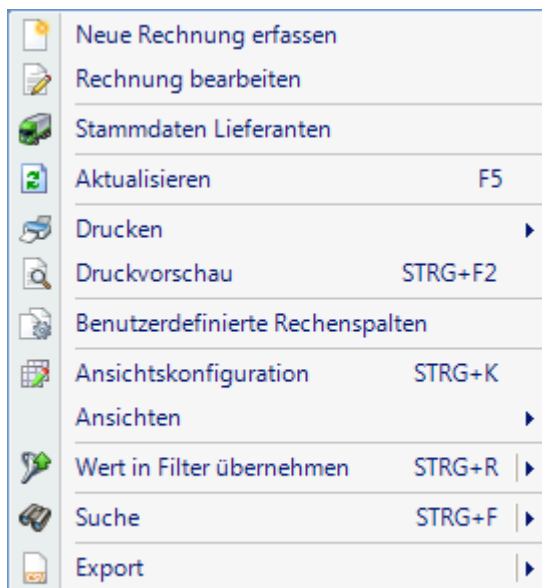 Neue Rechnung erfassen
Rechnung bearbeiten
Stammdaten Lieferanten
Aktualisieren F5
Drucken
Druckvorschau STRG+F2
Benutzerdefinierte Rechenspalten
Ansichtskonfiguration STRG+K
Ansichten
Wert in Filter übernehmen STRG+R
Suche STRG+F
Export